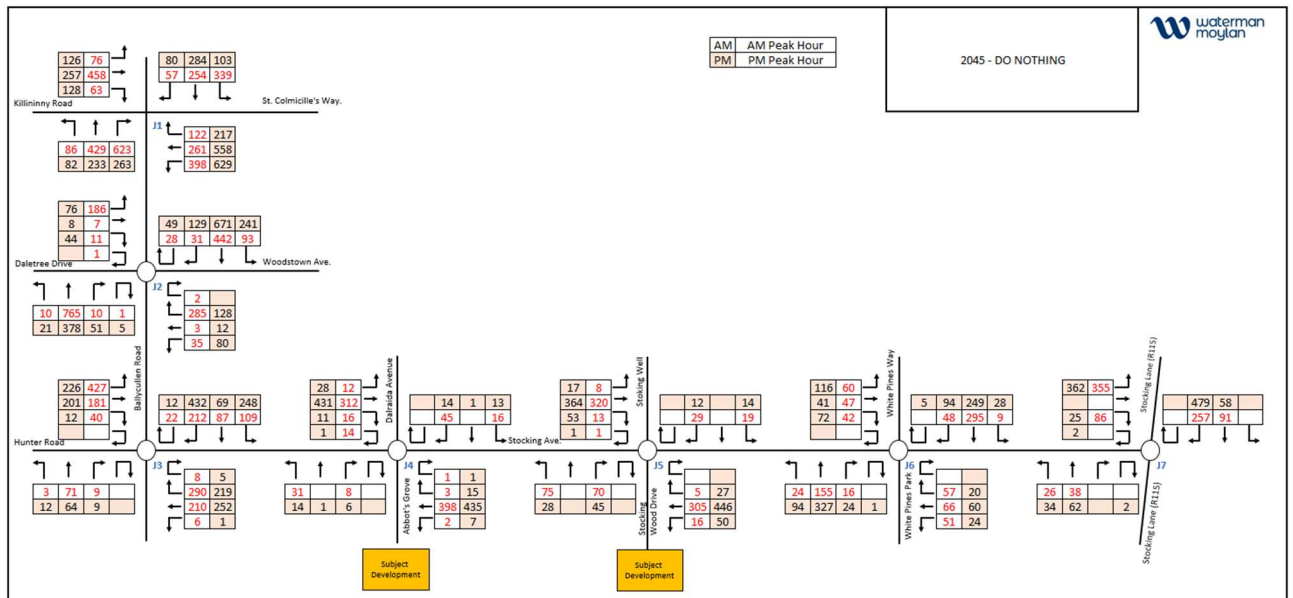 waterman
moylan
AM AM Peak Hour
PM PM Peak Hour
2045 - DO NOTHING
126 76
257 458
128 63
80 284 103
57 254 339
Killininny Road
St. Colmicille's Way.
J1
86 429 623
82 233 263
122 217
261 558
398 629
76 186
8 7
44 11
1
49 129 671 241
28 31 442 93
Daletree Drive
Woodstown Ave.
J2
10 765 10 1
21 378 51 5
2
285 128
3 12
35 80
Ballycullen Road
226 427
201 181
12 40
12 432 69 248
22 212 87 109
Hunter Road
J3
3 71 9
12 64 9
8 5
290 219
210 252
6 1
28 12
431 312
11 16
1 14
Dalraida Avenue
14 1 13
45 16
Stocking Ave.
J4
31 8
14 1 6
Abbot's Grove
1 1
3 15
398 435
2 7
Subject
Development
17 8
364 320
53 13
1 1
Stoking Well
12 14
29 19
J5
75 70
28 45
Stocking
Wood Drive
5 27
305 446
16 50
Subject
Development
116 60
41 47
72 42
White Pines Way
5 94 249 28
48 295 9
J6
24 155 16
94 327 24 1
White Pines Park
57 20
66 60
51 24
362 355
25 86
2
Stocking Lane (R115)
479 58
257 91
J7
26 38
34 62 2
Stocking Lane (R115)